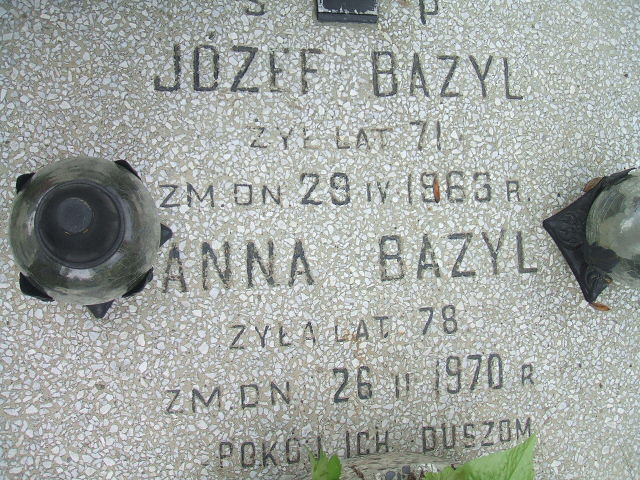 S P
JÓZEF BAZYL
ŻYŁ LAT 71
ZM. DN 29 IV 1963 R.
ANNA BAZYL
ŻYŁA LAT 78
ZM. DN. 26 II 1970 R
POKÓJ ICH DUSZOM